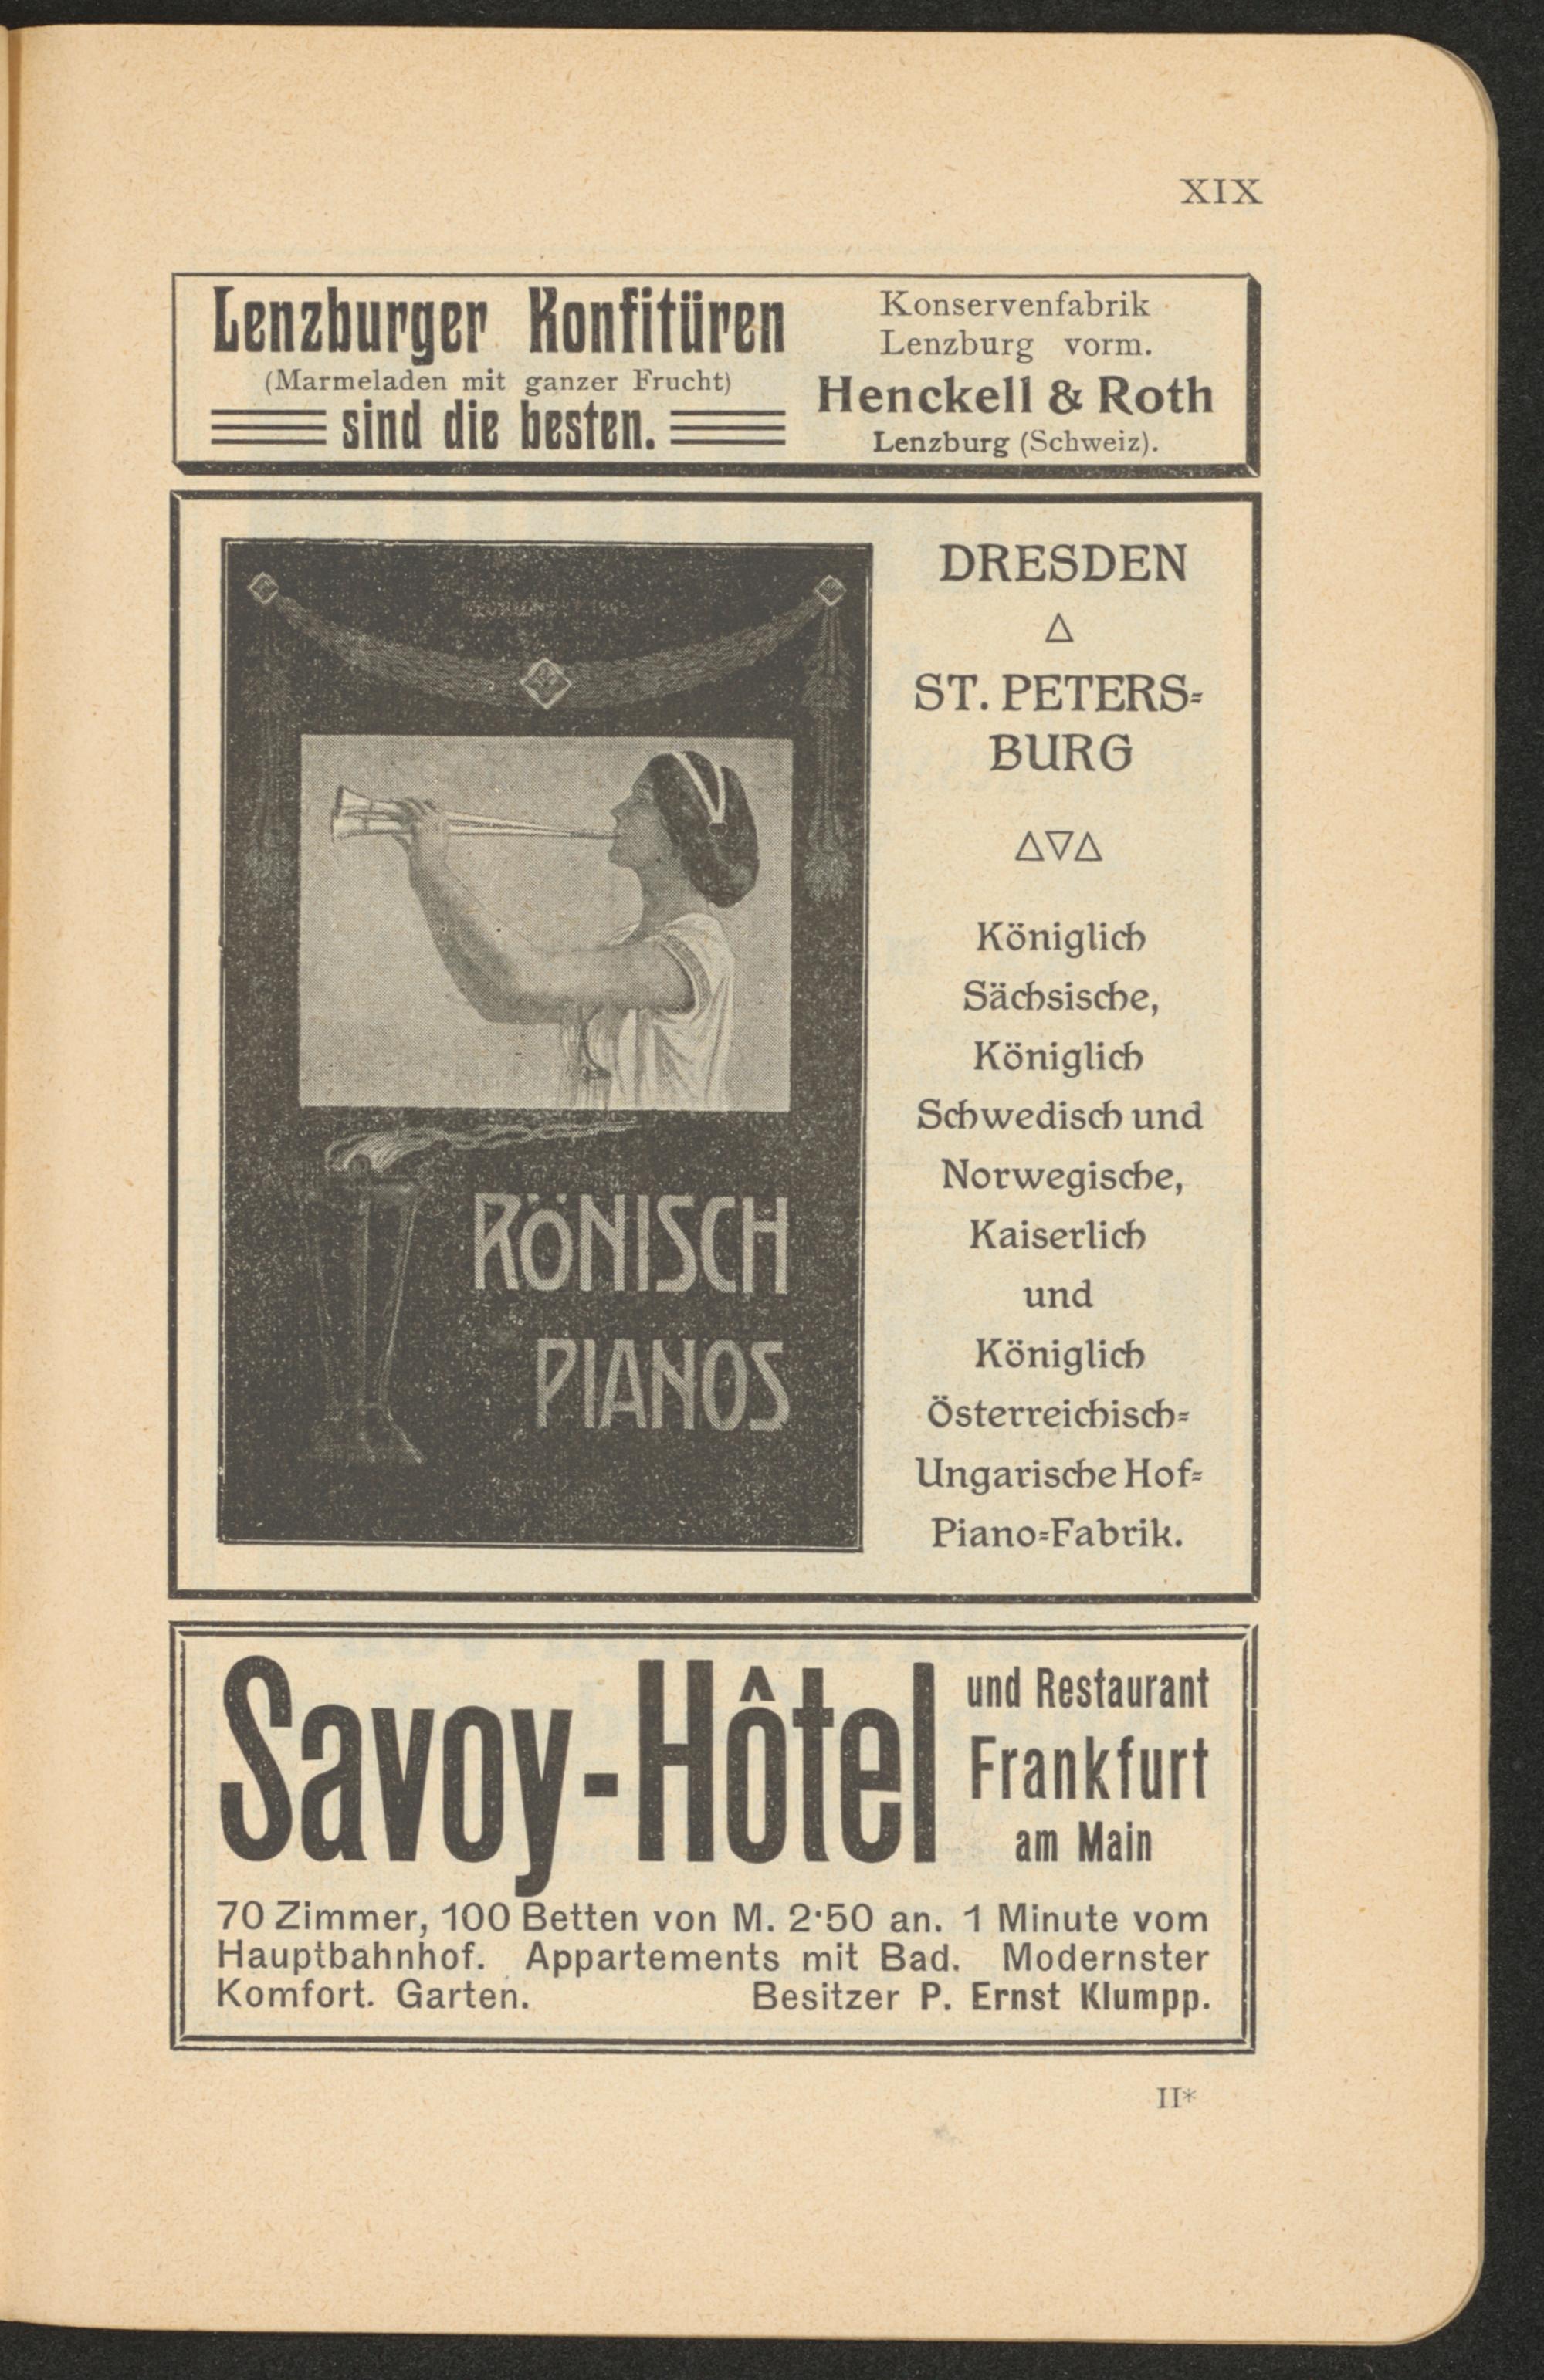 XIX
Lenzburger Konfitüren
(Marmeladen mit ganzer Frucht)
sind die besten.
Konservenfabrik
Lenzburg vorm.
Henckell & Roth
Lenzburg (Schweiz).
RÖNISCH
PIANOS
DRESDEN
ST. PETERS=
BURG
Königlich
Sächsische,
Königlich
Schwedisch und
Norwegische,
Kaiserlich
und
Königlich
Österreichisch=
Ungarische Hof=
Piano=Fabrik.
Savoy-Hôtel
und Restaurant
Frankfurt
am Main
70 Zimmer, 100 Betten von M. 2·50 an. 1 Minute vom
Hauptbahnhof. Appartements mit Bad. Modernster
Komfort. Garten. Besitzer P. Ernst Klumpp.
II*